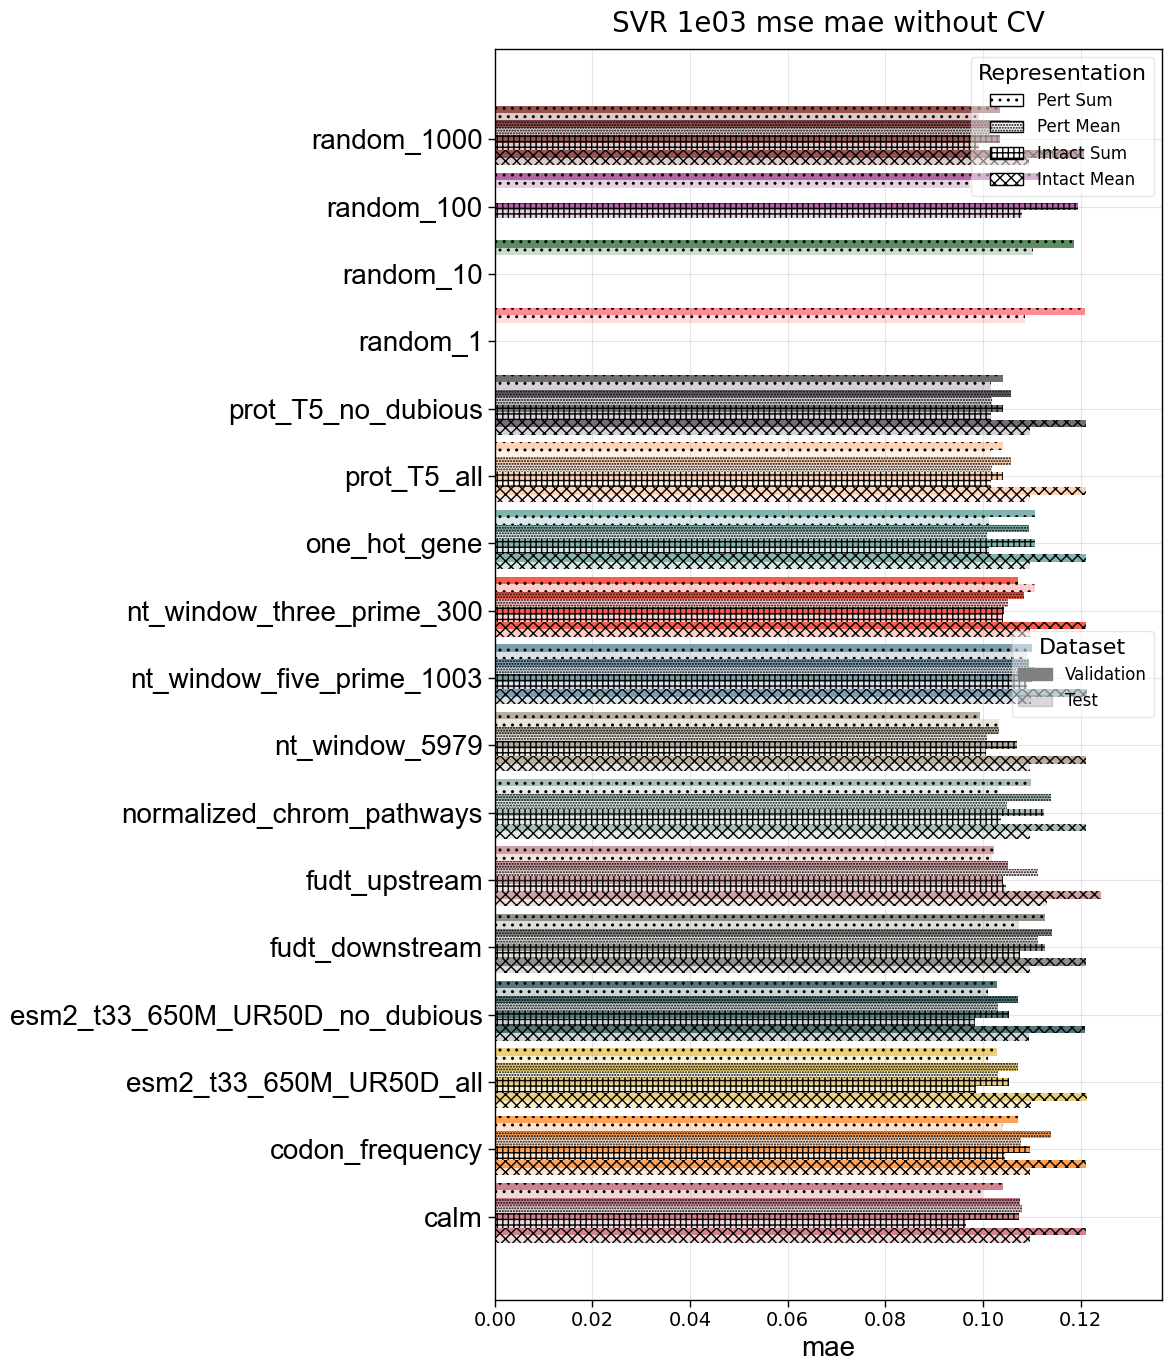 SVR 1e03 mse mae without CV
Representation
Pert Sum
Pert Mean
Intact Sum
Intact Mean
random_1000
random_100
random_10
random_1
prot_T5_no_dubious
prot_T5_all
one_hot_gene
nt_window_three_prime_300
nt_window_five_prime_1003
nt_window_5979
normalized_chrom_pathways
fudt_upstream
fudt_downstream
esm2_t33_650M_UR50D_no_dubious
esm2_t33_650M_UR50D_all
codon_frequency
calm
Dataset
Validation
Test
0.00 0.02 0.04 0.06 0.08 0.10 0.12
mae